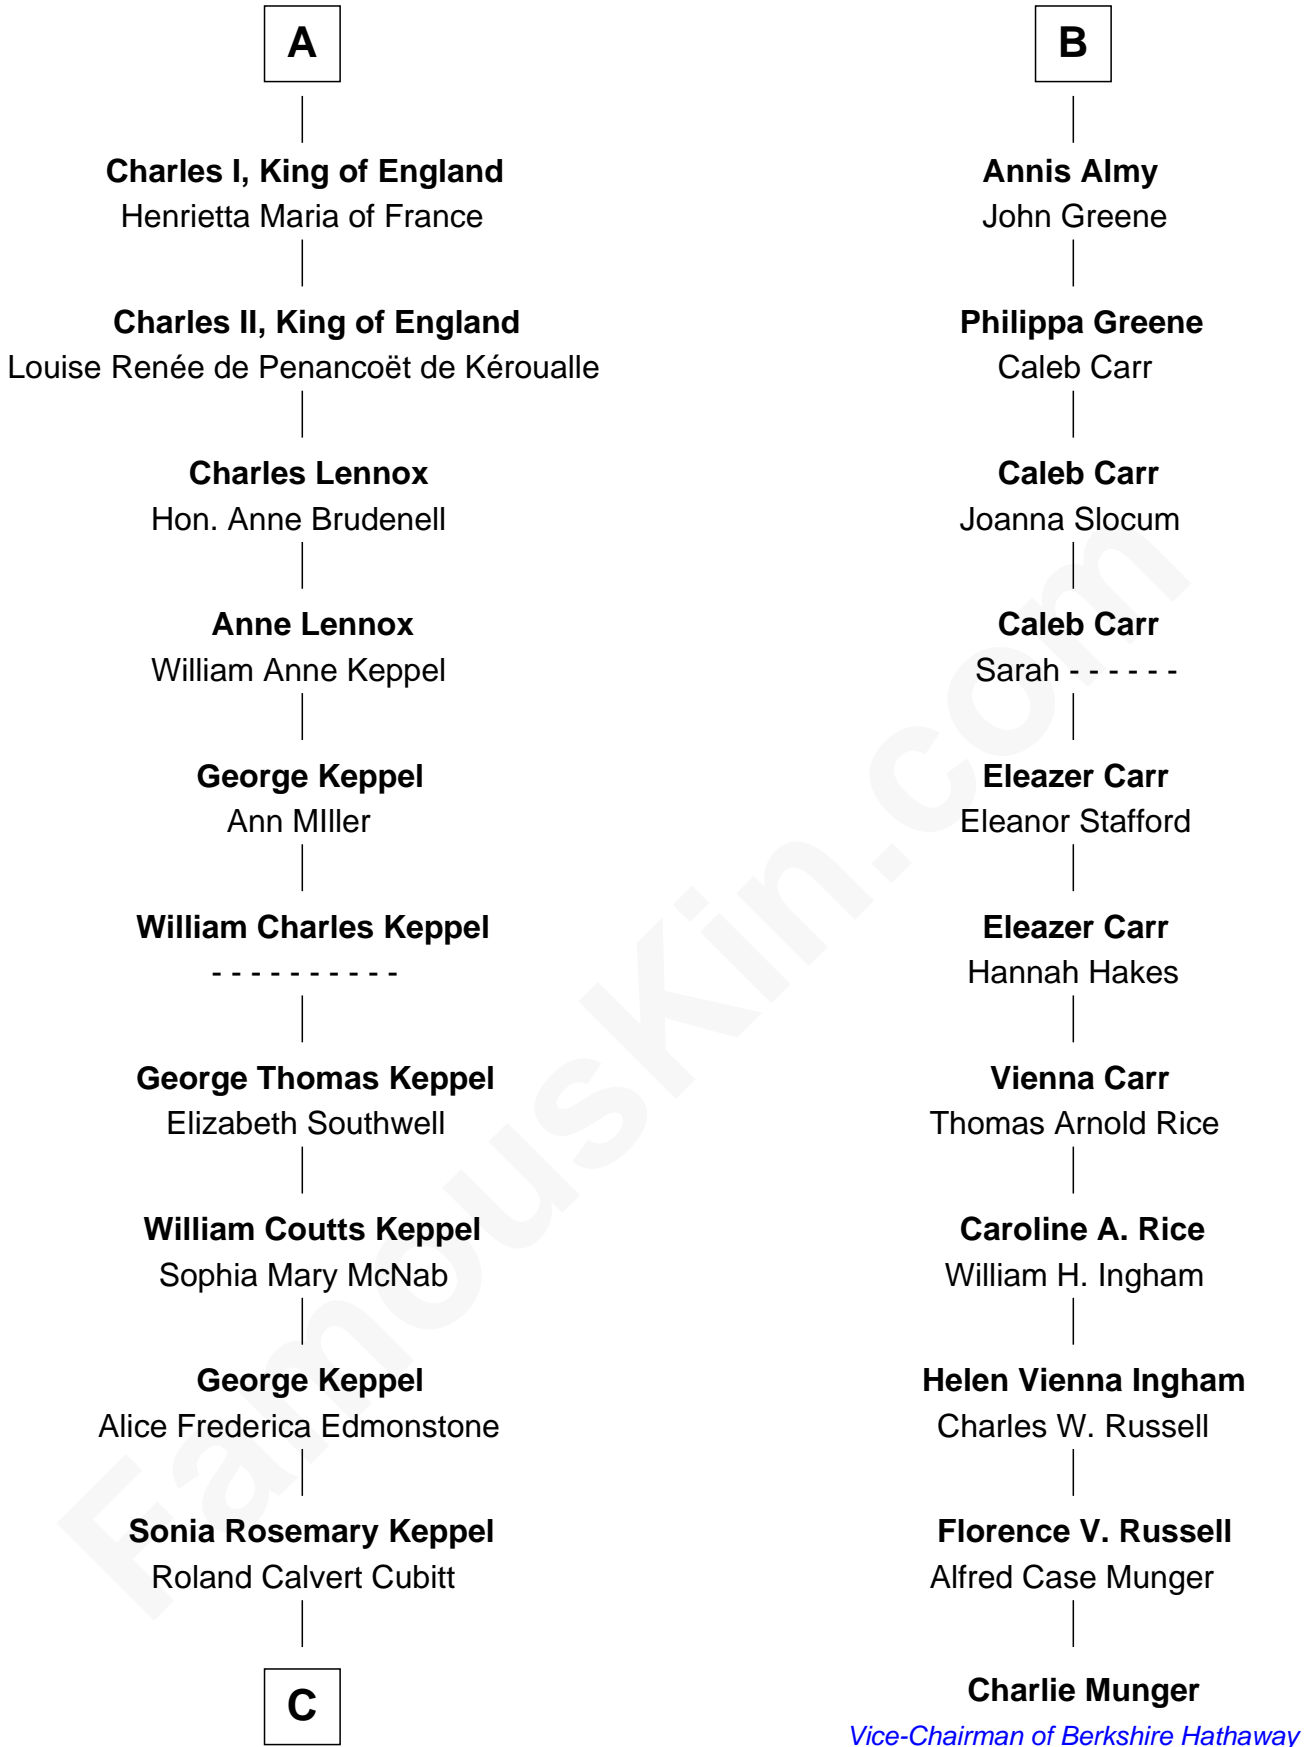 A
Charles I, King of England
Henrietta Maria of France
Charles II, King of England
Louise Renée de Penancoët de Kéroualle
Charles Lennox
Hon. Anne Brudenell
Anne Lennox
William Anne Keppel
George Keppel
Ann MIller
William Charles Keppel
- - - - - - - - - -
George Thomas Keppel
Elizabeth Southwell
William Coutts Keppel
Sophia Mary McNab
George Keppel
Alice Frederica Edmonstone
Sonia Rosemary Keppel
Roland Calvert Cubitt
C
B
Annis Almy
John Greene
Philippa Greene
Caleb Carr
Caleb Carr
Joanna Slocum
Caleb Carr
Sarah - - - - - -
Eleazer Carr
Eleanor Stafford
Eleazer Carr
Hannah Hakes
Vienna Carr
Thomas Arnold Rice
Caroline A. Rice
William H. Ingham
Helen Vienna Ingham
Charles W. Russell
Florence V. Russell
Alfred Case Munger
Charlie Munger
Vice-Chairman of Berkshire Hathaway
FamousKin.com